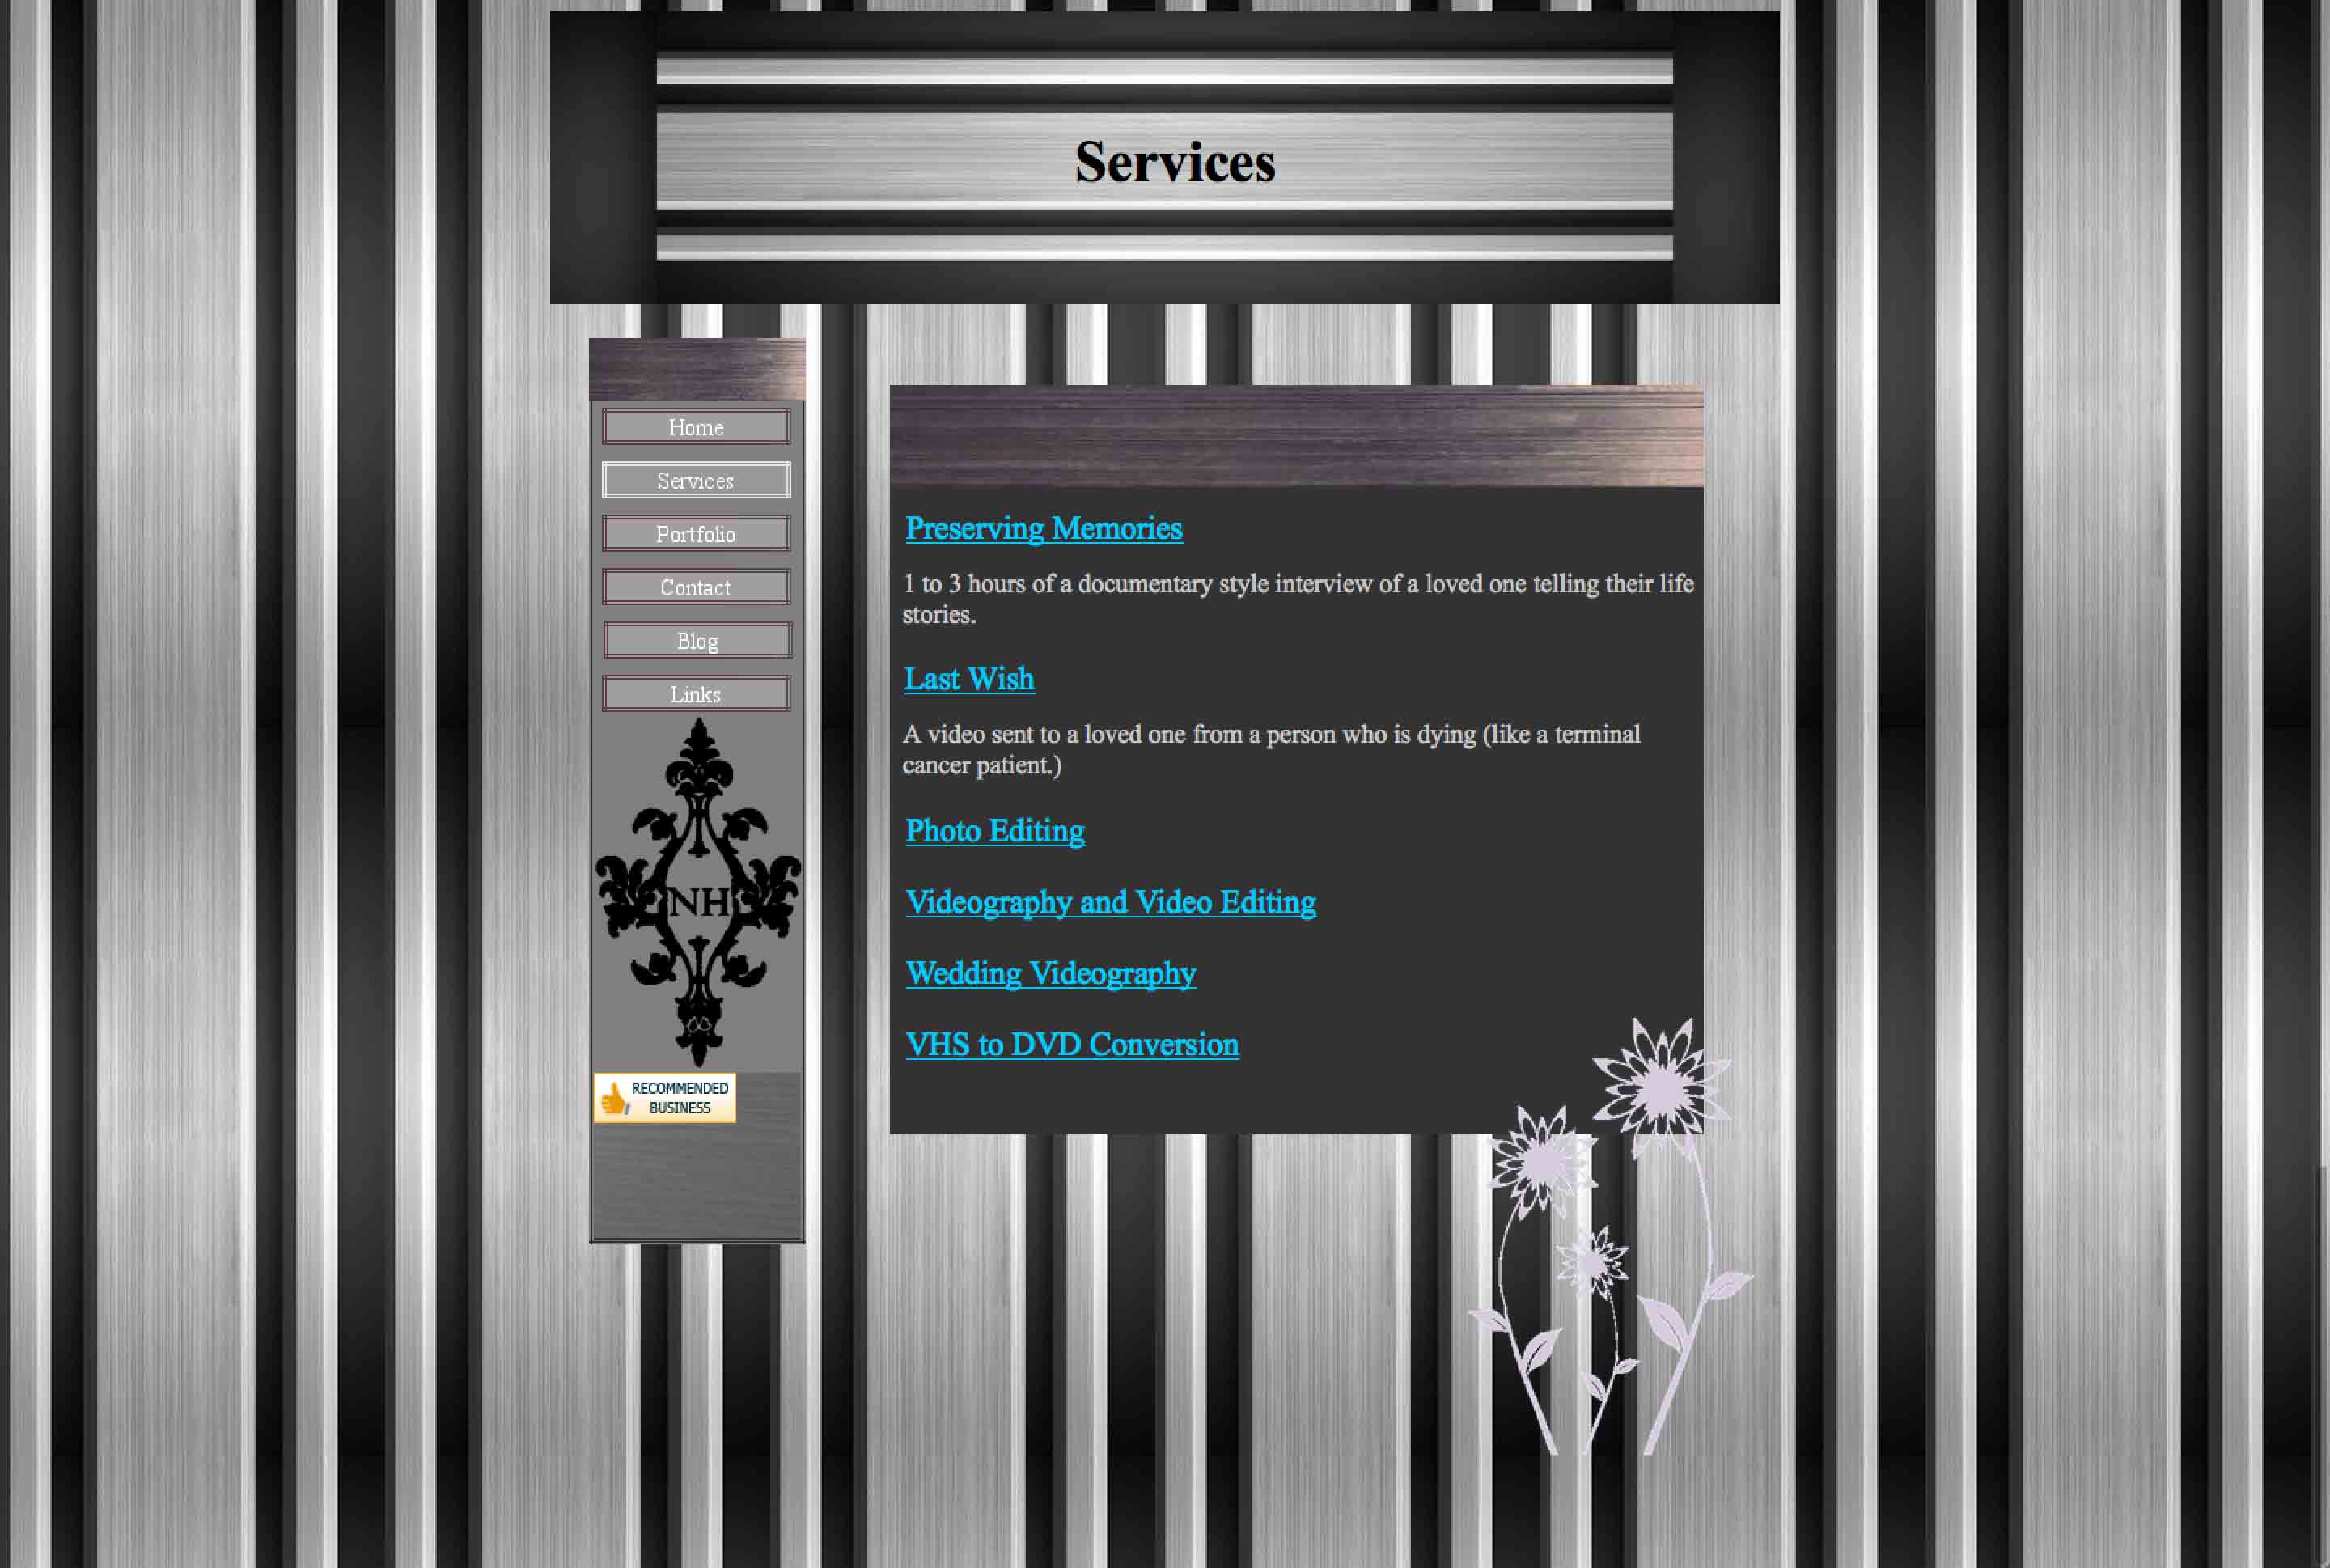 Services
Home
Services
Portfolio
Contact
Blog
Links
NH
RECOMMENDED
BUSINESS
Preserving Memories
1 to 3 hours of a documentary style interview of a loved one telling their life
stories.
Last Wish
A video sent to a loved one from a person who is dying (like a terminal
cancer patient.)
Photo Editing
Videography and Video Editing
Wedding Videography
VHS to DVD Conversion